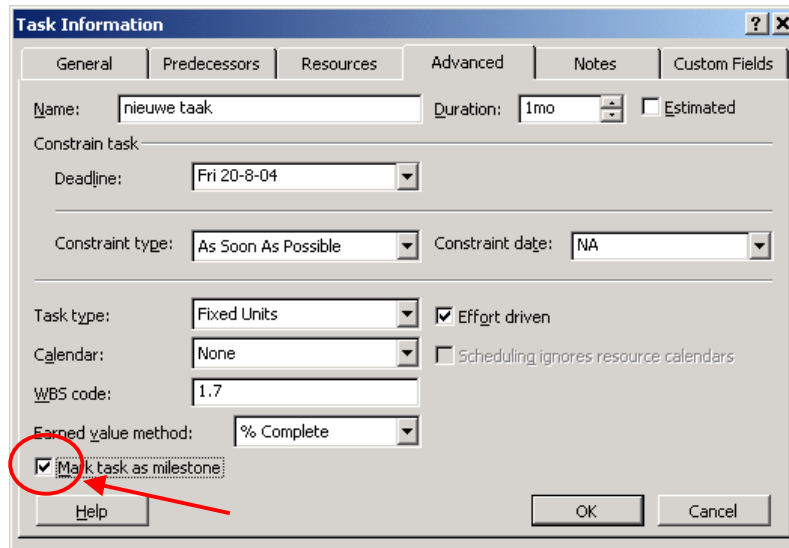 Task Information
General Predecessors Resources Advanced Notes Custom Fields
Name: nieuwe taak Duration: 1mo Estimated
Constrain task
Deadline: Fri 20-8-04
Constraint type: As Soon As Possible Constraint date: NA
Task type: Fixed Units Effort driven
Calendar: None Scheduling ignores resource calendars
WBS code: 1.7
Earned value method: % Complete
Mark task as milestone
Help OK Cancel